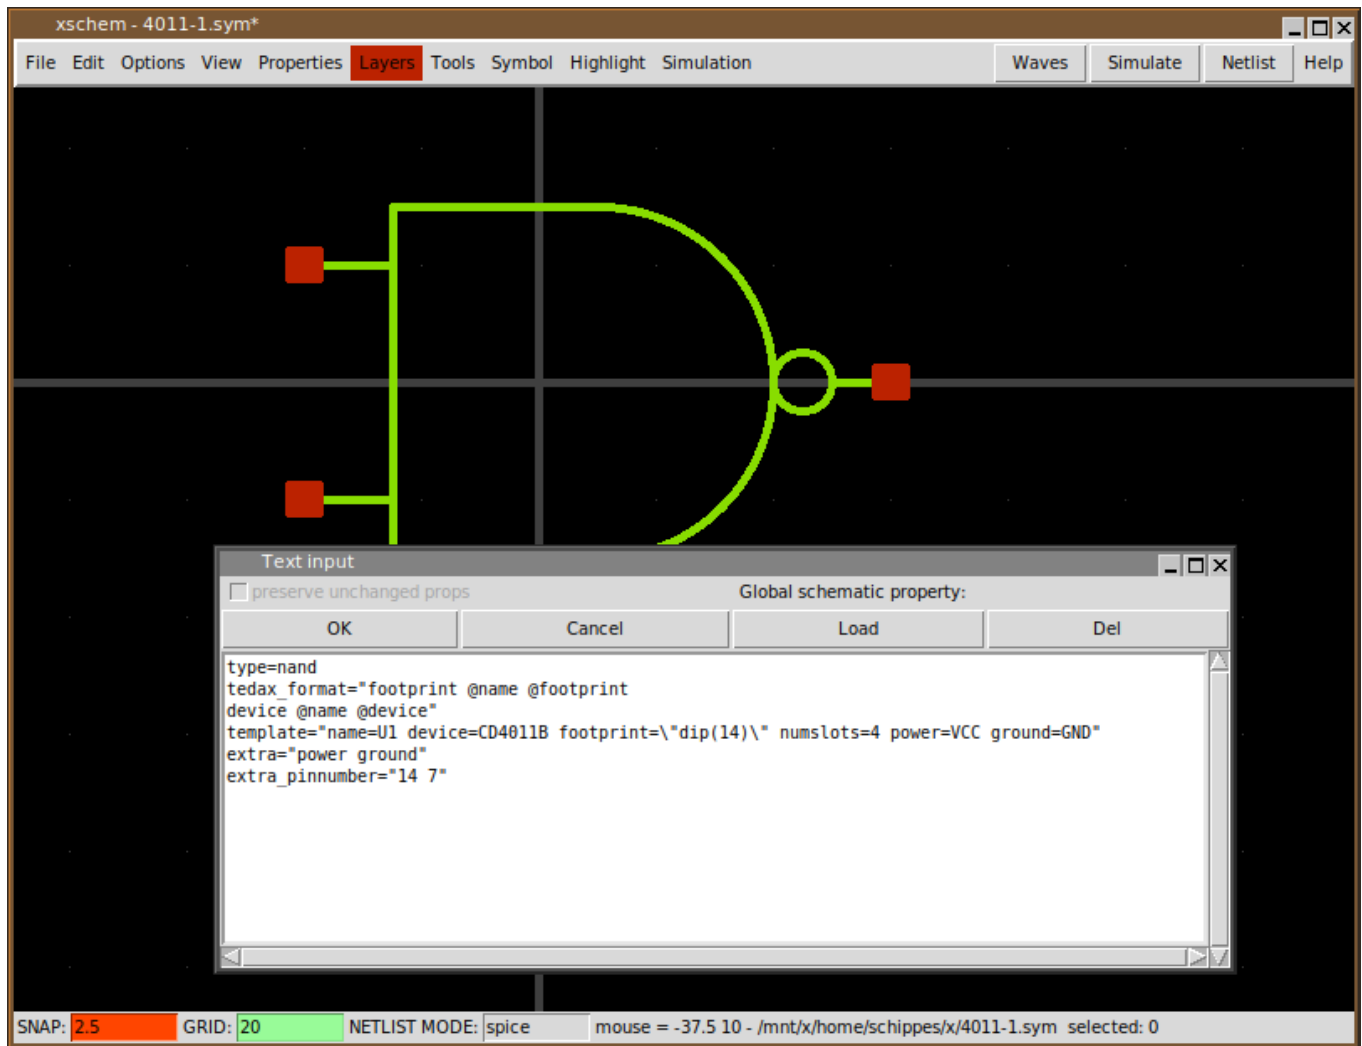 xschem - 4011-1.sym*
File Edit Options View Properties Layers Tools Symbol Highlight Simulation Waves Simulate Netlist Help
Text input
preserve unchanged props Global schematic property:
OK Cancel Load Del
type=nand
tedax_format="footprint @name @footprint
device @name @device"
template="name=U1 device=CD4011B footprint=\"dip(14)\" numslots=4 power=VCC ground=GND"
extra="power ground"
extra_pinnumber="14 7"
SNAP: 2.5 GRID: 20 NETLIST MODE: spice mouse = -37.5 10 - /mnt/x/home/schippes/x/4011-1.sym selected: 0